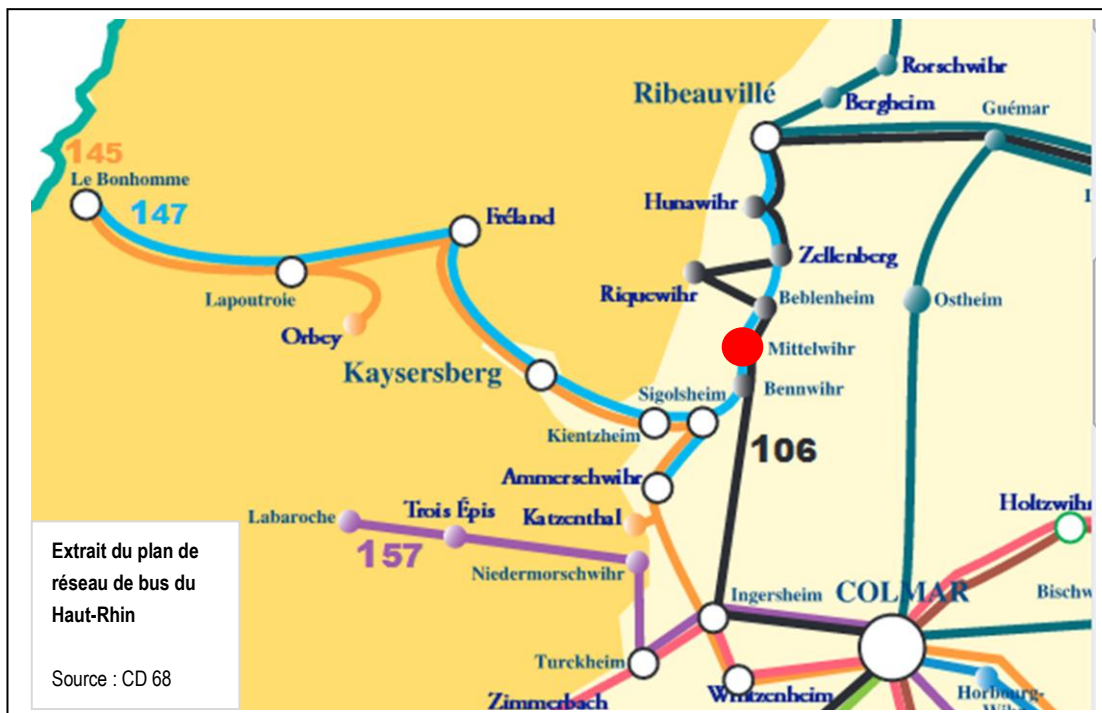 Rorschwihr
Ribeauvillé
Bergheim
Guémar
145
Le Bonhomme
147
Fréland
Hunawihr
Zellenberg
Riquewihr
Beblenheim
Ostheim
Lapoutroie
Orbey
Mittelwihr
Kaysersberg
Sigolsheim
Bennwihr
Kientzheim
106
Ammerschwihr
Holtzwihr
Labaroche
Trois Épis
Katzenthal
157
Niedermorschwihr
Ingersheim
COLMAR
Bischw
Turckheim
Zimmerbach
Wintzenheim
Horbourg-
Extrait du plan de
réseau de bus du
Haut-Rhin
Source : CD 68